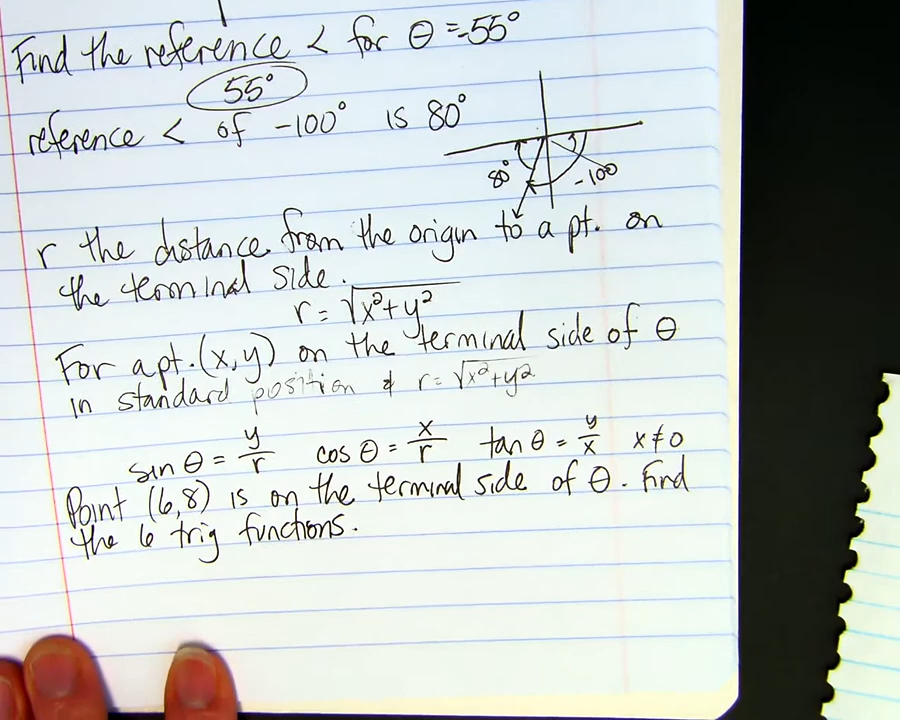 Find the reference < for θ = -55°
55°
reference < of -100° is 80°
80°
-100
r the distance from the origin to a pt. on
the terminal side.
r = √x²+y²
For a pt. (x,y) on the terminal side of θ
in standard position & r = √x²+y²
sin θ = y/r cos θ = x/r tan θ = y/x x≠0
Point (6,8) is on the terminal side of θ. Find
the 6 trig functions.